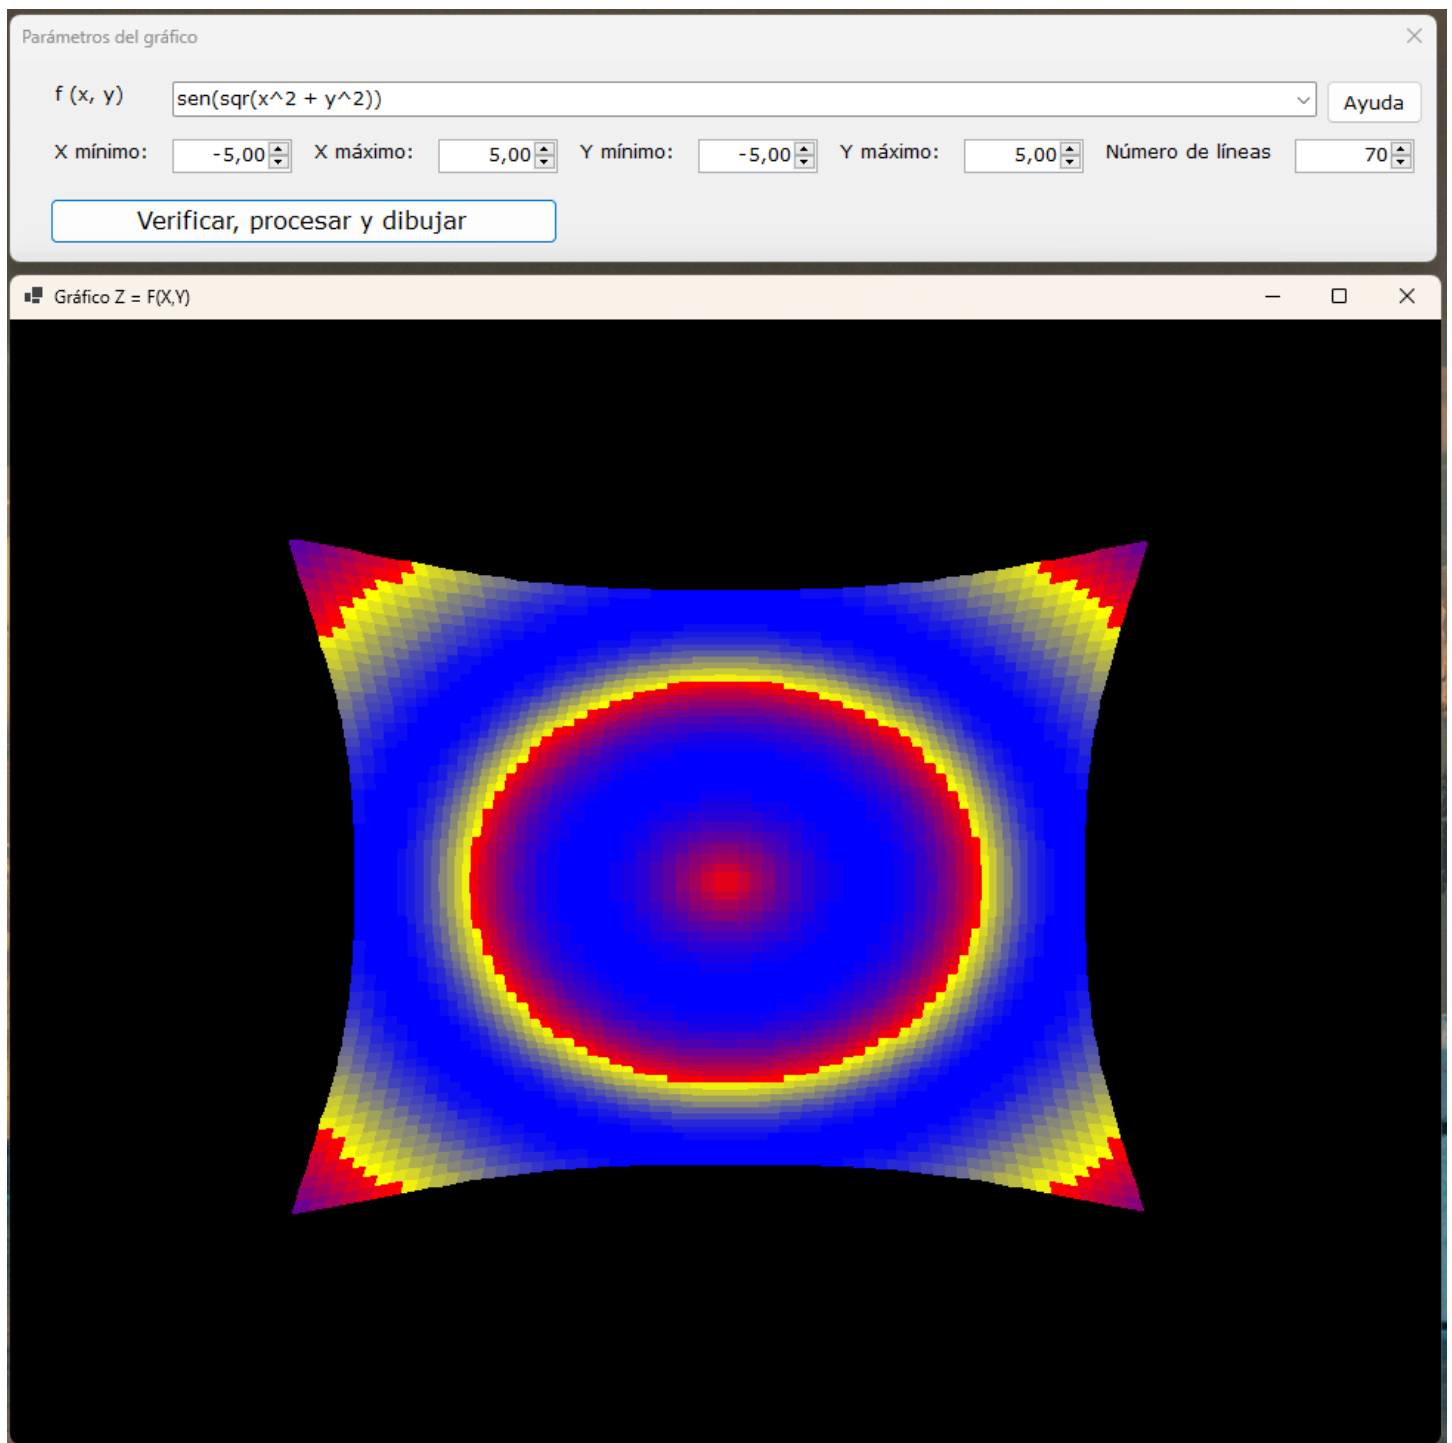 Parámetros del gráfico
f (x, y) sen(sqr(x^2 + y^2)) Ayuda
X mínimo: -5,00 X máximo: 5,00 Y mínimo: -5,00 Y máximo: 5,00 Número de líneas 70
Verificar, procesar y dibujar
Gráfico Z = F(X,Y)